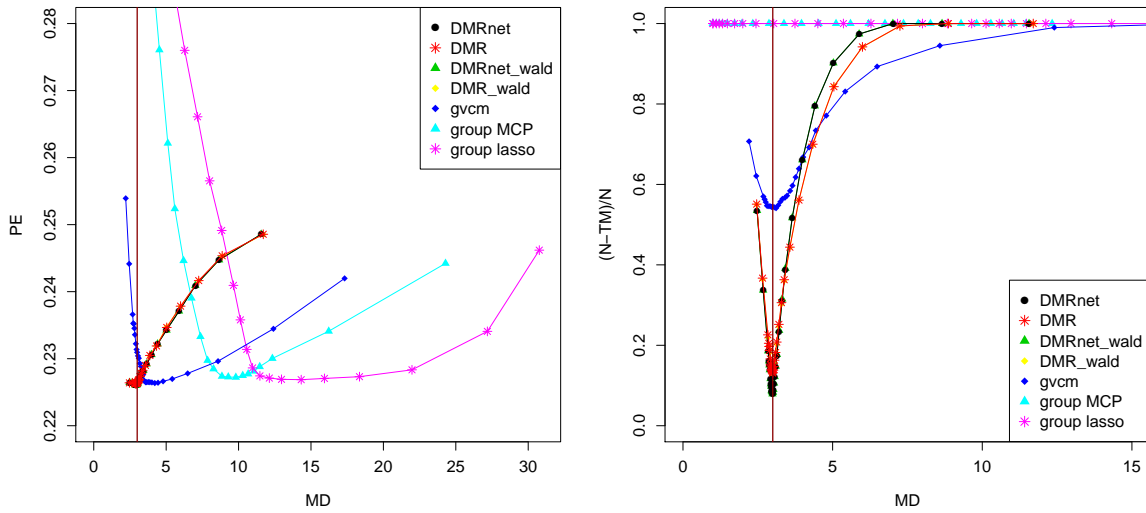 0.28
0.27
0.26
0.25
0.24
0.23
0.22
PE
0 5 10 15 20 25 30
MD
DMRnet
DMR
DMRnet_wald
DMR_wald
gvcm
group MCP
group lasso
1.0
0.8
0.6
0.4
0.2
0.0
(N−TM)/N
0 5 10 15
MD
DMRnet
DMR
DMRnet_wald
DMR_wald
gvcm
group MCP
group lasso